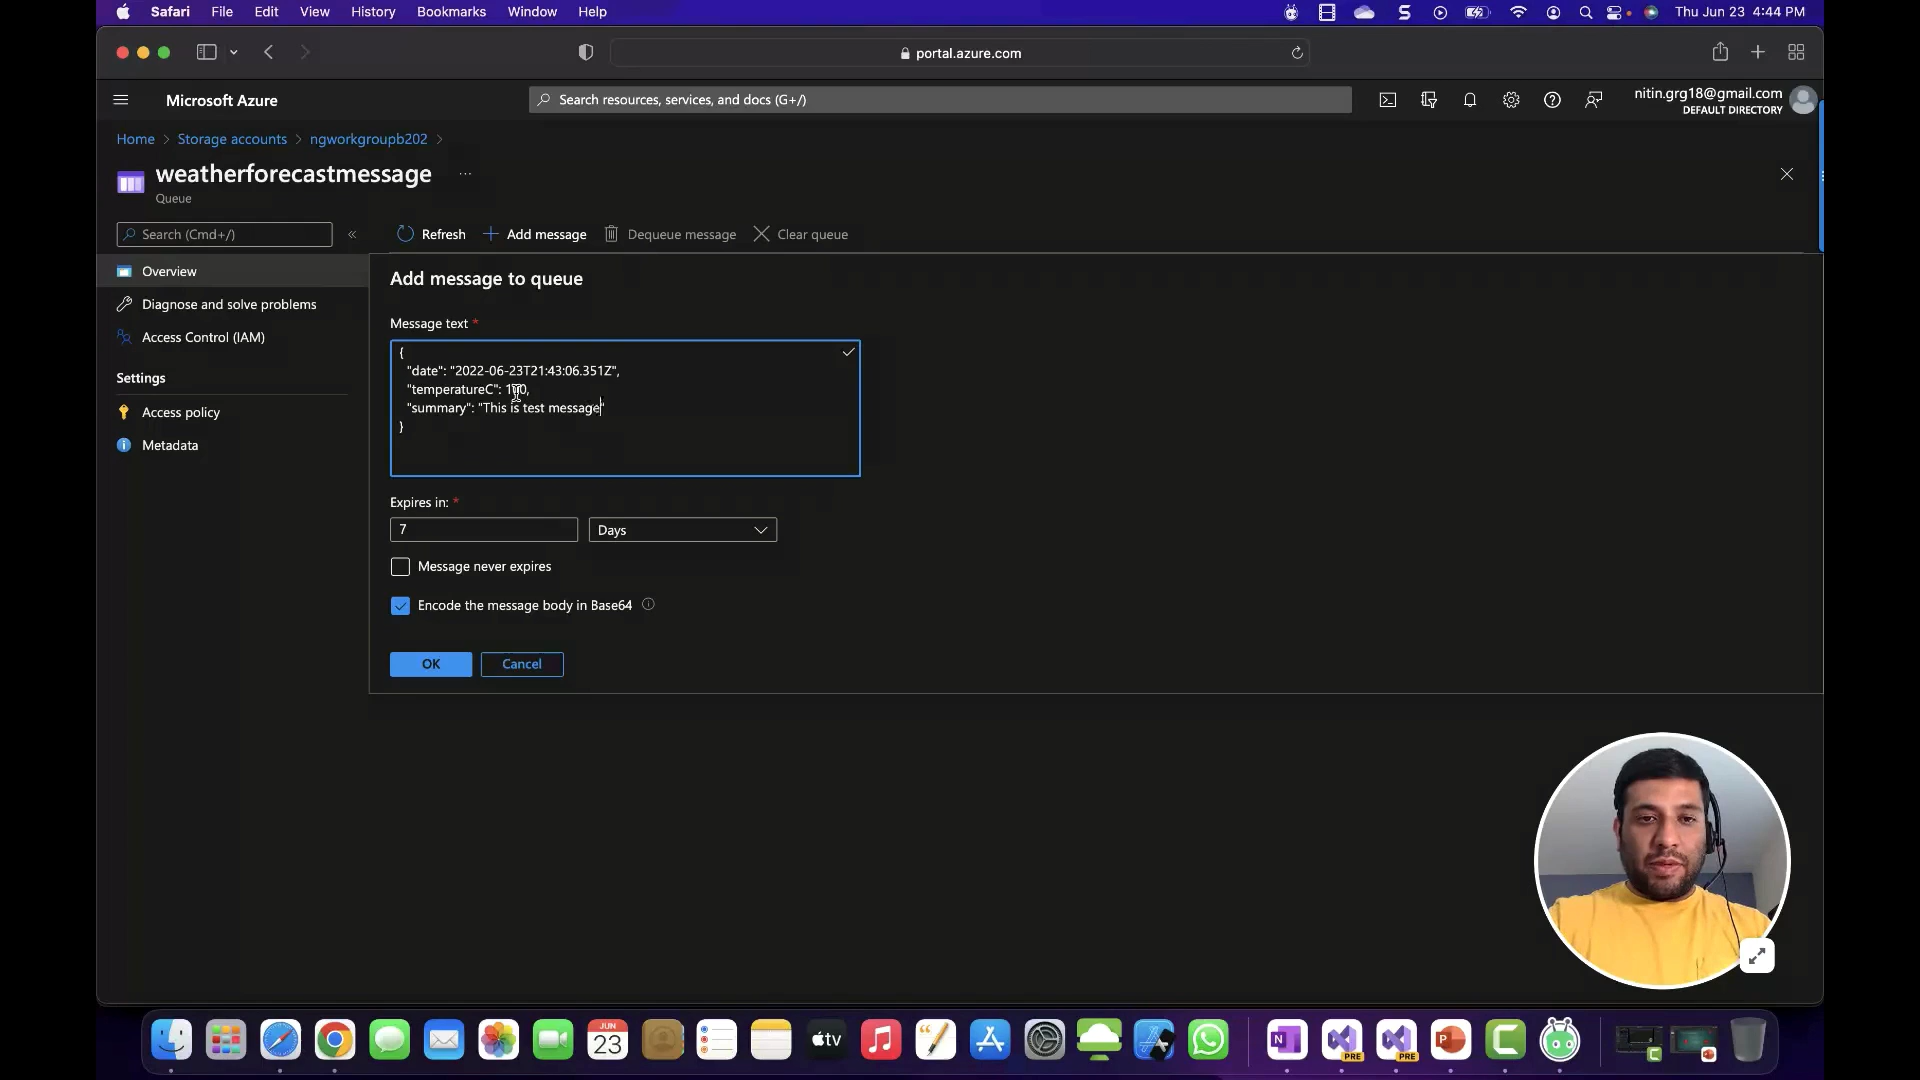 Safari File Edit View History Bookmarks Window Help Thu Jun 23 4:44 PM
portal.azure.com
Microsoft Azure
Search resources, services, and docs (G+/)
nitin.grg18@gmail.com
DEFAULT DIRECTORY
Home > Storage accounts > ngworkgroupb202 >
weatherforecastmessage ...
Queue
Search (Cmd+/)
«
Refresh Add message Dequeue message Clear queue
Overview
Diagnose and solve problems
Access Control (IAM)
Settings
Access policy
Metadata
Add message to queue
Message text *
{
"date": "2022-06-23T21:43:06.351Z",
"temperatureC": 100,
"summary": "This is test message"
}
Expires in: *
7 Days
Message never expires
Encode the message body in Base64
OK Cancel
JUN
23
tv
PRE
PRE